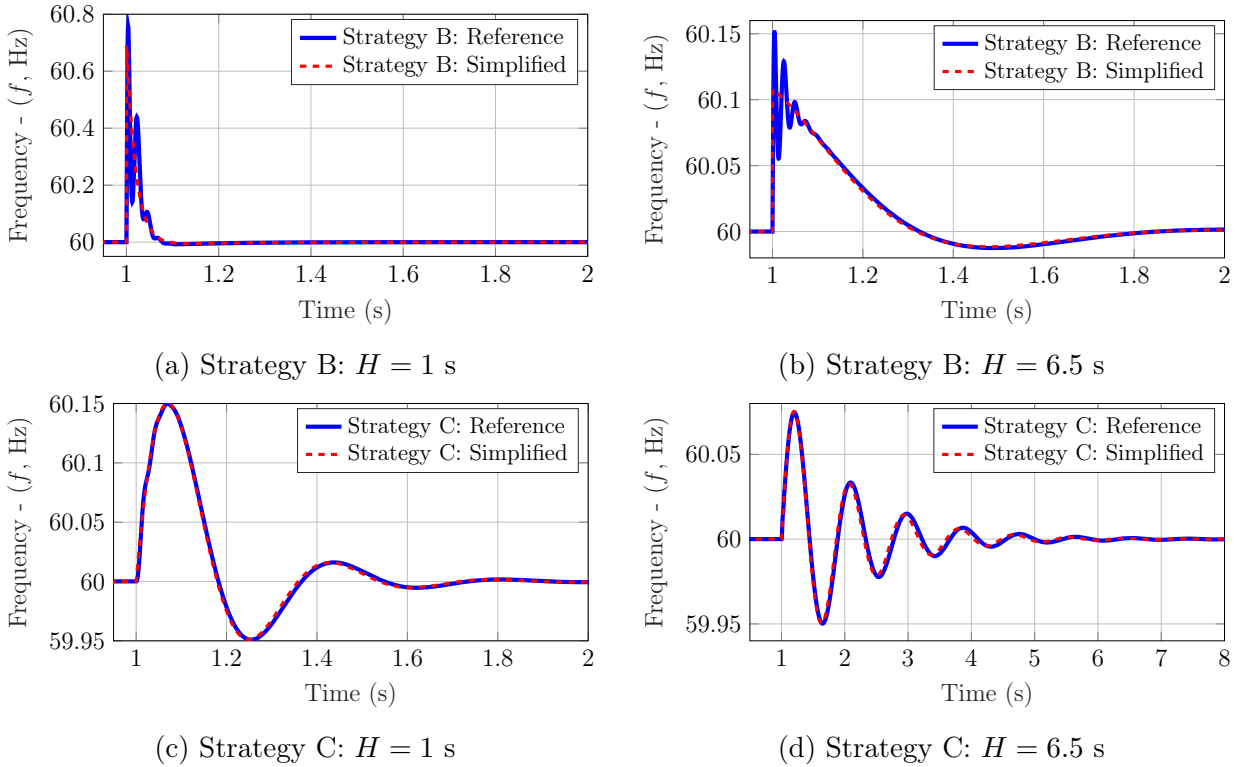 60.8
60.6
60.4
60.2
60
1 1.2 1.4 1.6 1.8 2
Frequency - (f, Hz)
Time (s)
Strategy B: Reference
Strategy B: Simplified
(a) Strategy B: H = 1 s
60.15
60.1
60.05
60
1 1.2 1.4 1.6 1.8 2
Frequency - (f, Hz)
Time (s)
Strategy B: Reference
Strategy B: Simplified
(b) Strategy B: H = 6.5 s
60.15
60.1
60.05
60
59.95
1 1.2 1.4 1.6 1.8 2
Frequency - (f, Hz)
Time (s)
Strategy C: Reference
Strategy C: Simplified
(c) Strategy C: H = 1 s
60.05
60
59.95
1 2 3 4 5 6 7 8
Frequency - (f, Hz)
Time (s)
Strategy C: Reference
Strategy C: Simplified
(d) Strategy C: H = 6.5 s